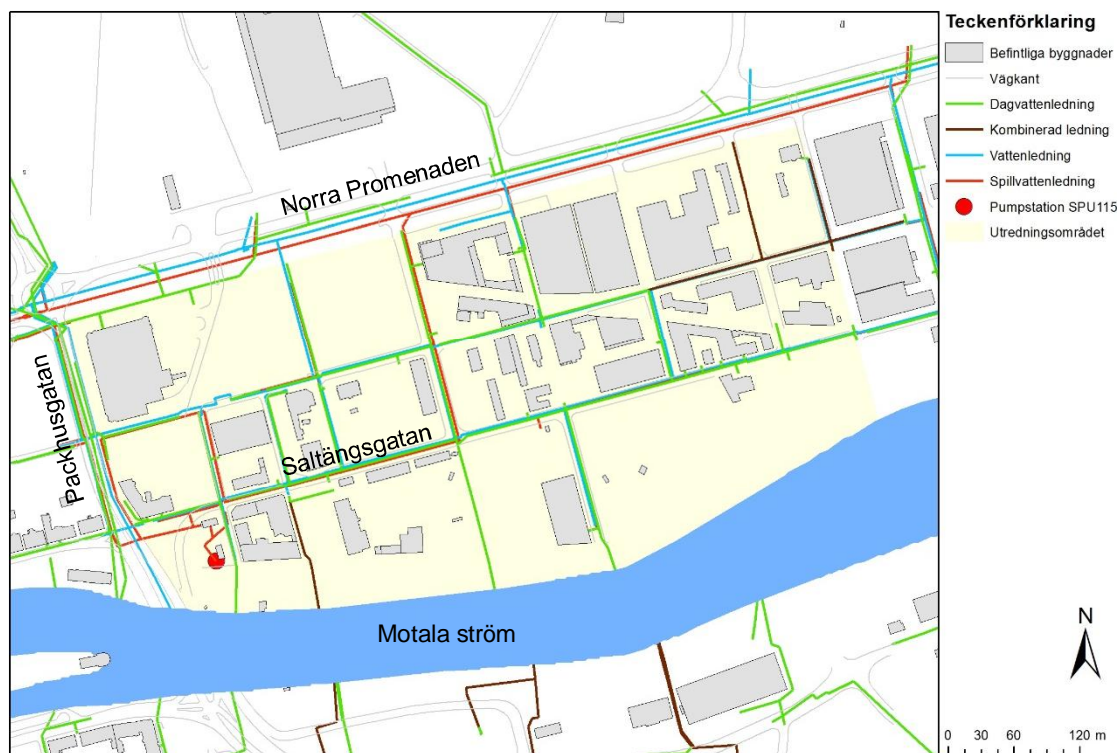 Teckenförklaring
Befintliga byggnader
Vägkant
Dagvattenledning
Kombinerad ledning
Vattenledning
Spillvattenledning
Pumpstation SPU115
Utredningsområdet
Norra Promenaden
Packhusgatan
Saltängsgatan
Motala ström
N
0 30 60 120 m